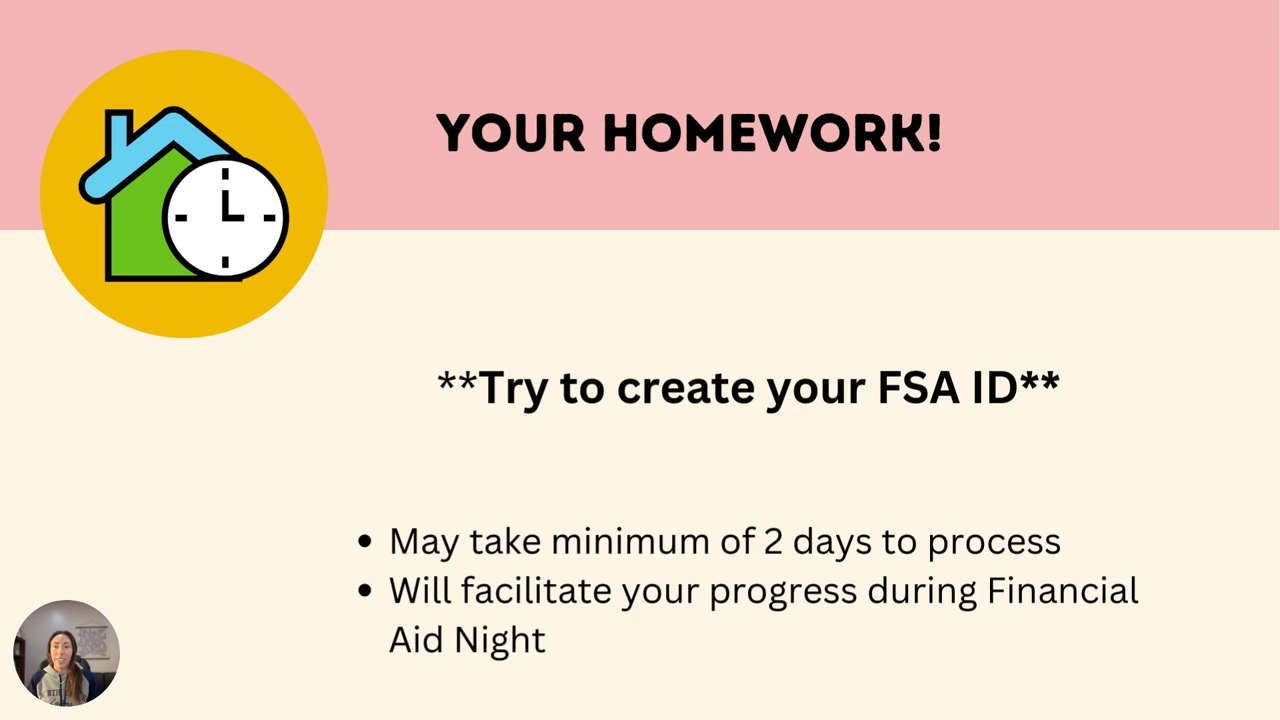 YOUR HOMEWORK!
**Try to create your FSA ID**
• May take minimum of 2 days to process
• Will facilitate your progress during Financial
Aid Night